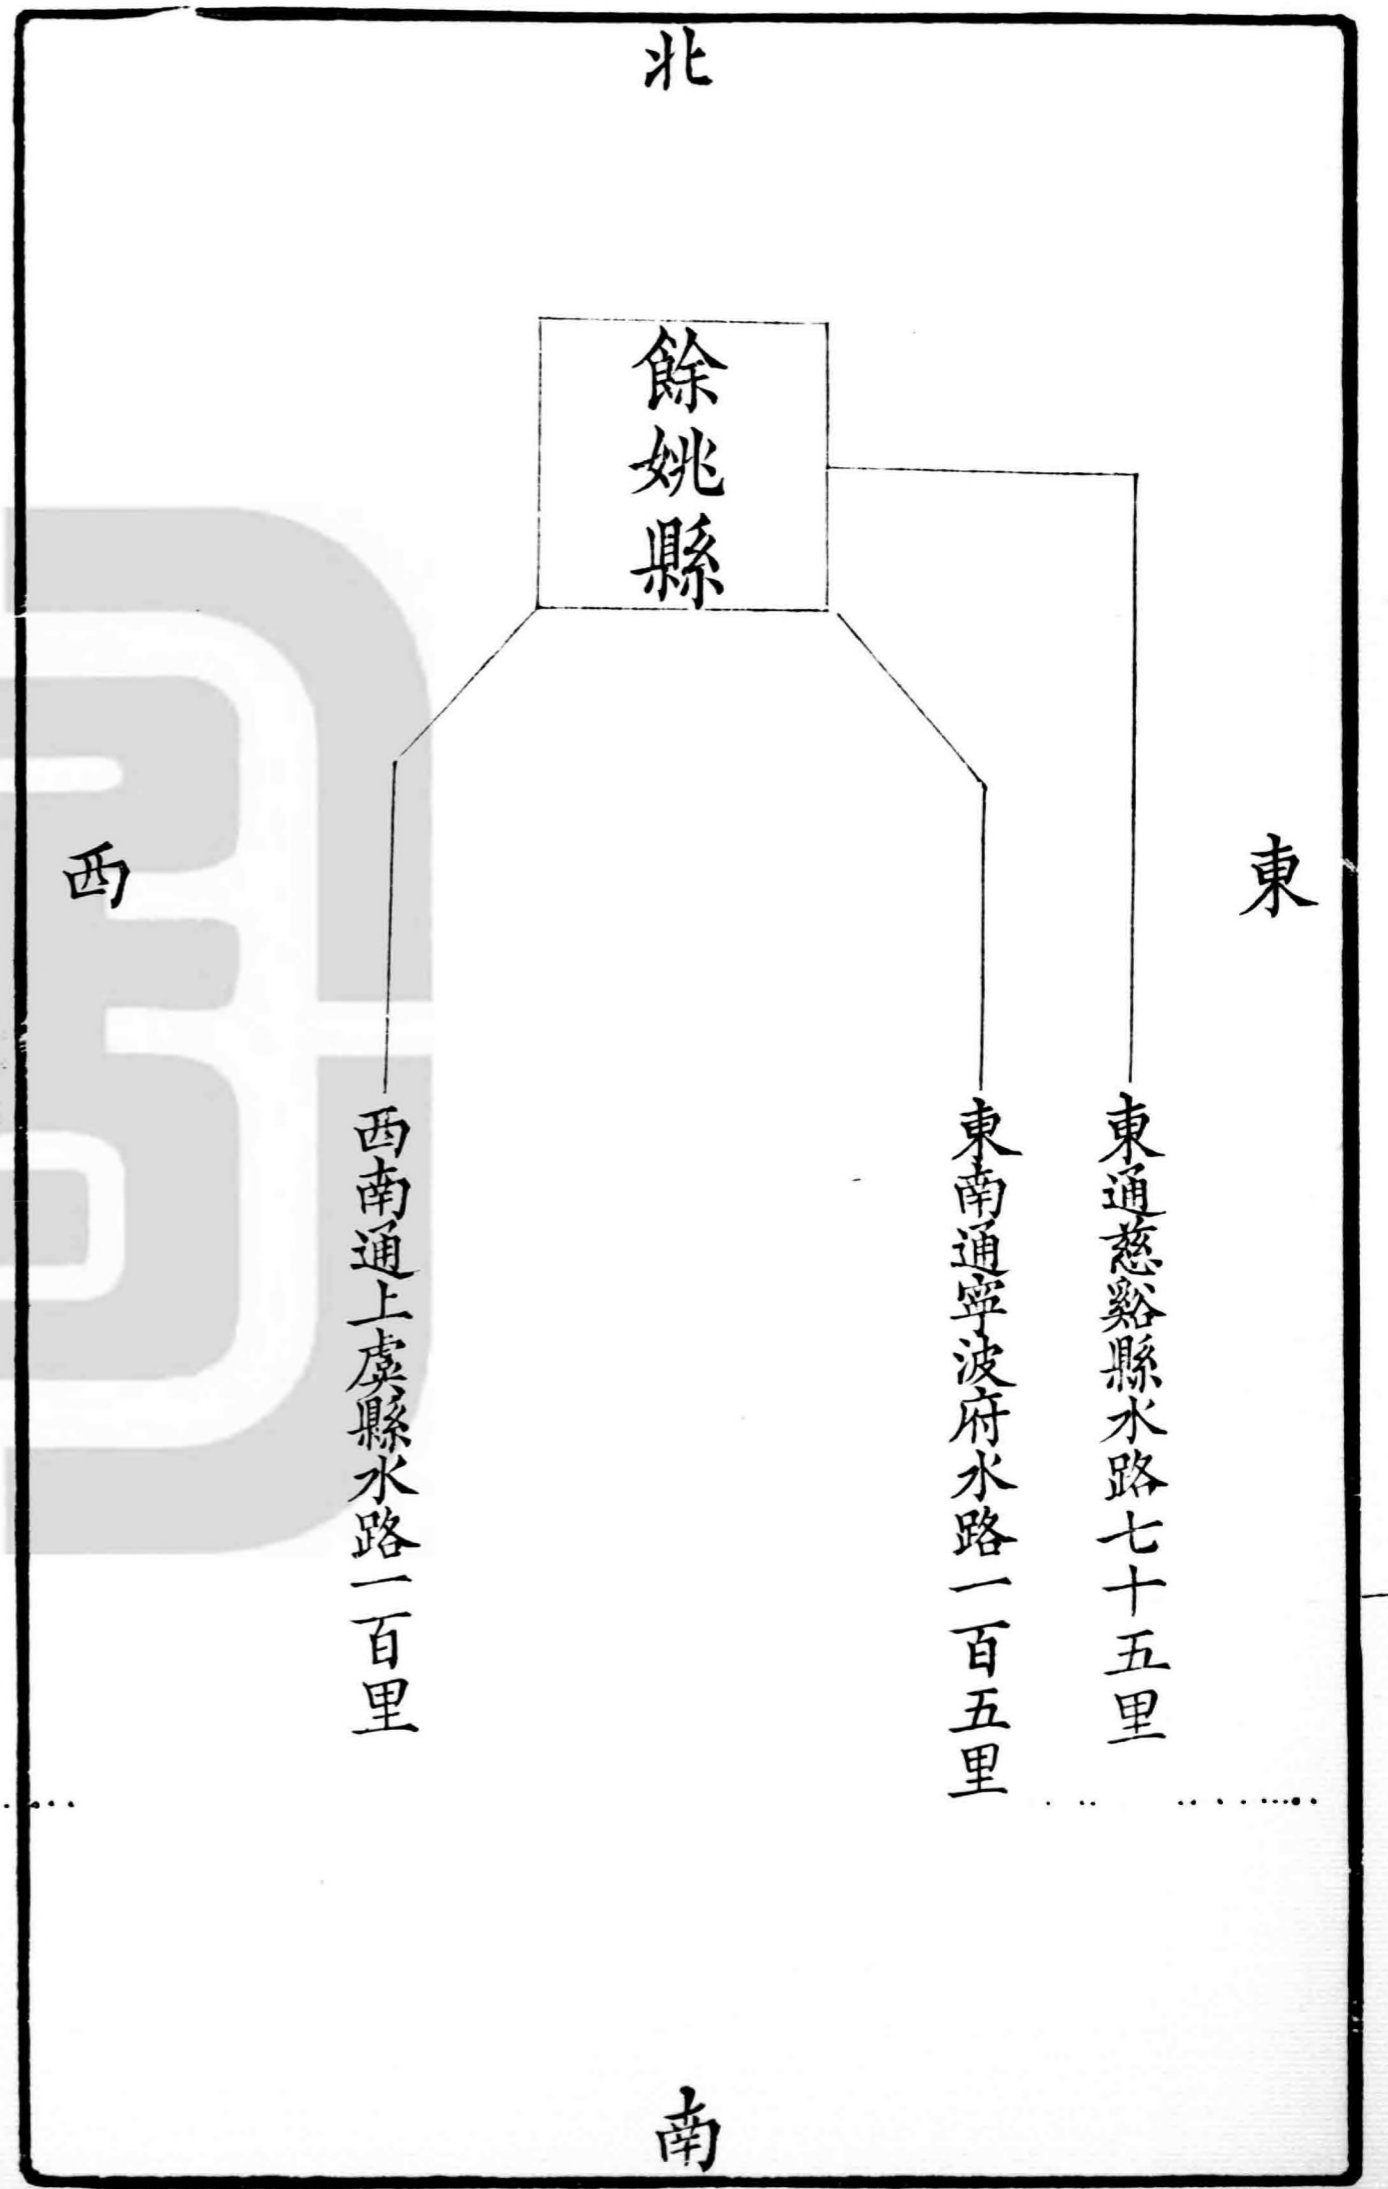 北
餘姚縣
東
東通慈谿縣水路七十五里
東南通寧波府水路一百五里
西南通上虞縣水路一百里
西
南